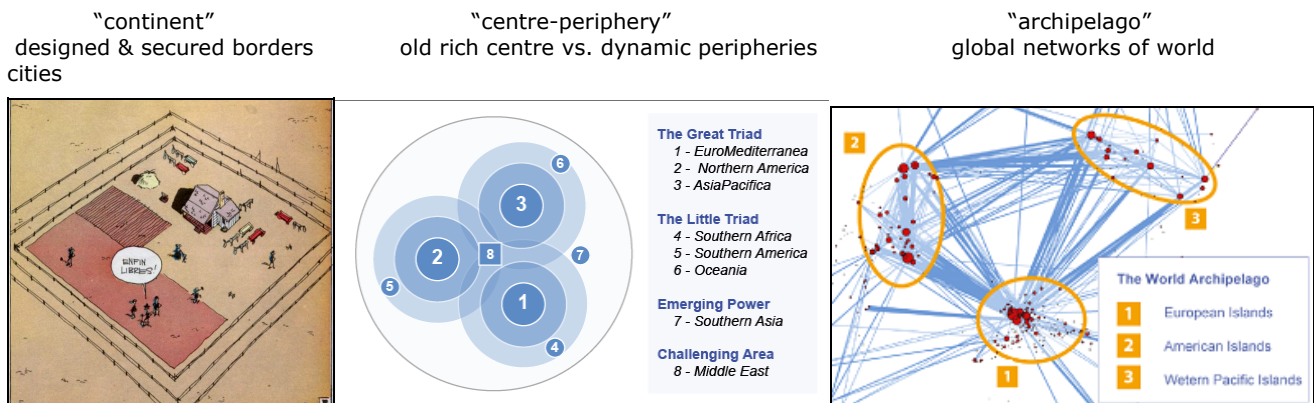 “continent”
designed & secured borders
cities
“centre-periphery”
old rich centre vs. dynamic peripheries
“archipelago”
global networks of world
ENFIN
LIBRES!
The Great Triad
1 - EuroMediterranea
2 - Northern America
3 - AsiaPacifica
The Little Triad
4 - Southern Africa
5 - Southern America
6 - Oceania
Emerging Power
7 - Southern Asia
Challenging Area
8 - Middle East
6
3
2
8
7
5
1
4
2
3
1
The World Archipelago
1 European Islands
2 American Islands
3 Wetern Pacific Islands